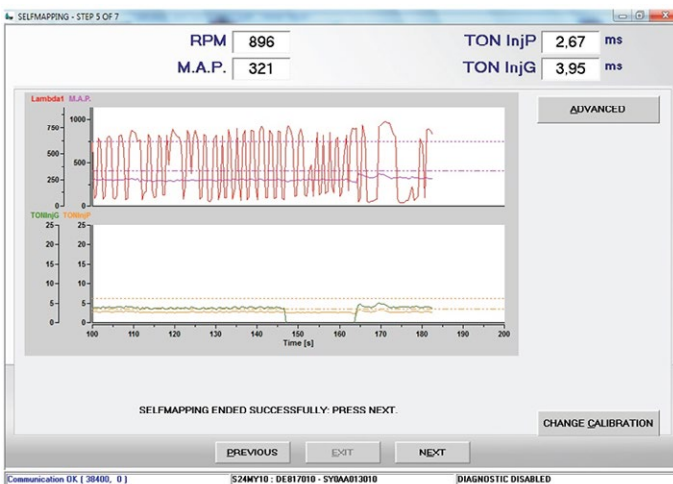 SELFMAPPING - STEP 5 OF 7
RPM 896 TON InjP 2,67 ms
M.A.P. 321 TON InjG 3,95 ms
Lambda1 M.A.P.
ADVANCED
1000
750
500 500
250
0 0
TONInjG TONInjP
25 25
20 20
15 15
10 10
5 5
0 0
100 110 120 130 140 150 160 170 180 190 200
Time [s]
SELFMAPPING ENDED SUCCESSFULLY: PRESS NEXT.
CHANGE CALIBRATION
PREVIOUS EXIT NEXT
Communication OK ( 38400, 0 ) S24MY10 : DE817010 - SY0AA013010 DIAGNOSTIC DISABLED